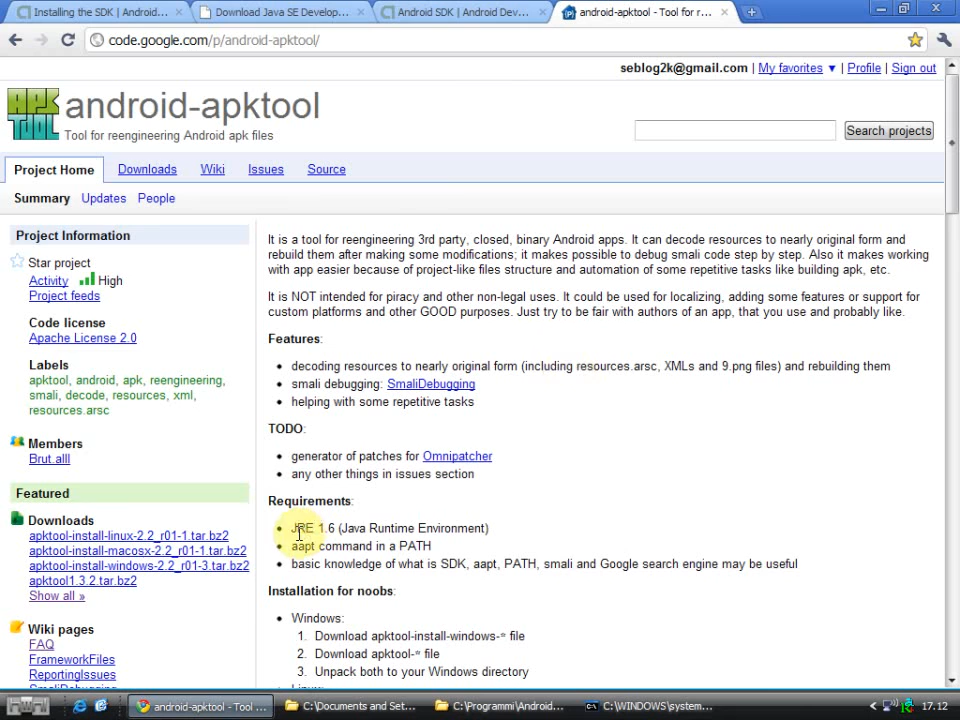 Installing the SDK | Android...
Download Java SE Develop...
Android SDK | Android Dev...
android-apktool - Tool for r...
code.google.com/p/android-apktool/
seblog2k@gmail.com | My favorites ▼ | Profile | Sign out
APK TOOL
android-apktool
Tool for reengineering Android apk files
Search projects
Project Home Downloads Wiki Issues Source
Summary Updates People
Project Information
Star project
Activity High
Project feeds
Code license
Apache License 2.0
Labels
apktool, android, apk, reengineering,
smali, decode, resources, xml,
resources.arsc
Members
Brut.alll
Featured
Downloads
apktool-install-linux-2.2_r01-1.tar.bz2
apktool-install-macosx-2.2_r01-1.tar.bz2
apktool-install-windows-2.2_r01-3.tar.bz2
apktool1.3.2.tar.bz2
Show all »
Wiki pages
FAQ
FrameworkFiles
ReportingIssues
SmaliDebugging
It is a tool for reengineering 3rd party, closed, binary Android apps. It can decode resources to nearly original form and
rebuild them after making some modifications; it makes possible to debug smali code step by step. Also it makes working
with app easier because of project-like files structure and automation of some repetitive tasks like building apk, etc.
It is NOT intended for piracy and other non-legal uses. It could be used for localizing, adding some features or support for
custom platforms and other GOOD purposes. Just try to be fair with authors of an app, that you use and probably like.
Features:
• decoding resources to nearly original form (including resources.arsc, XMLs and 9.png files) and rebuilding them
• smali debugging: SmaliDebugging
• helping with some repetitive tasks
TODO:
• generator of patches for Omnipatcher
• any other things in issues section
Requirements:
• JRE 1.6 (Java Runtime Environment)
• aapt command in a PATH
• basic knowledge of what is SDK, aapt, PATH, smali and Google search engine may be useful
Installation for noobs:
• Windows:
1. Download apktool-install-windows-* file
2. Download apktool-* file
3. Unpack both to your Windows directory
• Linux:
android-apktool - Tool ...
C:\Documents and Set...
C:\Programmi\Android...
C:\WINDOWS\system...
17.12